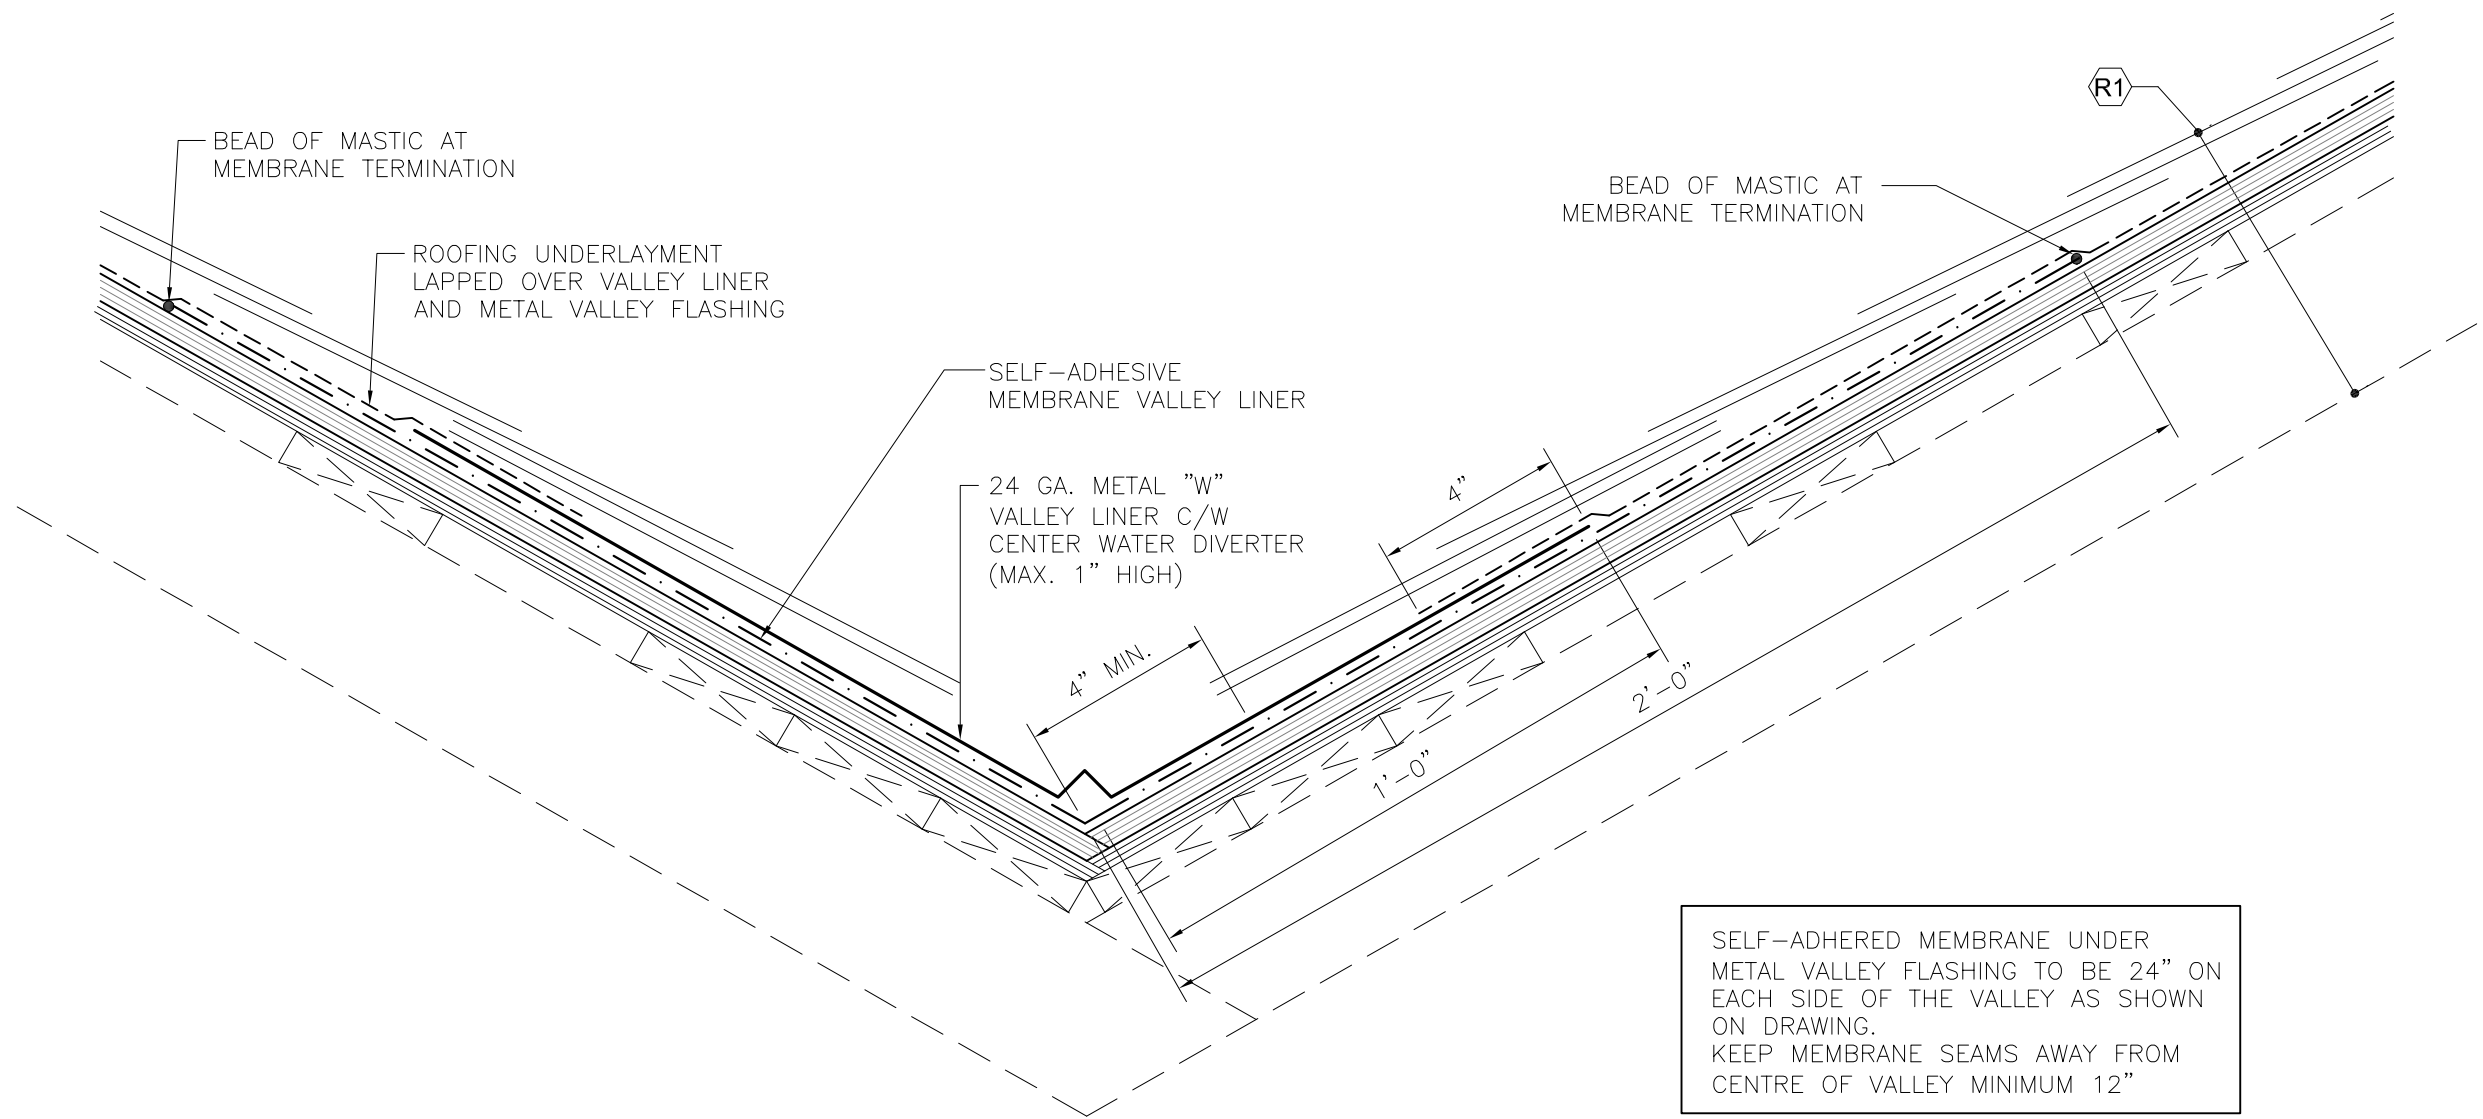 R1
BEAD OF MASTIC AT
MEMBRANE TERMINATION
BEAD OF MASTIC AT
MEMBRANE TERMINATION
ROOFING UNDERLAYMENT
LAPPED OVER VALLEY LINER
AND METAL VALLEY FLASHING
SELF-ADHESIVE
MEMBRANE VALLEY LINER
24 GA. METAL "W"
VALLEY LINER C/W
CENTER WATER DIVERTER
(MAX. 1" HIGH)
4"
4" MIN.
2'-0"
1'-0"
SELF-ADHERED MEMBRANE UNDER
METAL VALLEY FLASHING TO BE 24" ON
EACH SIDE OF THE VALLEY AS SHOWN
ON DRAWING.
KEEP MEMBRANE SEAMS AWAY FROM
CENTRE OF VALLEY MINIMUM 12"